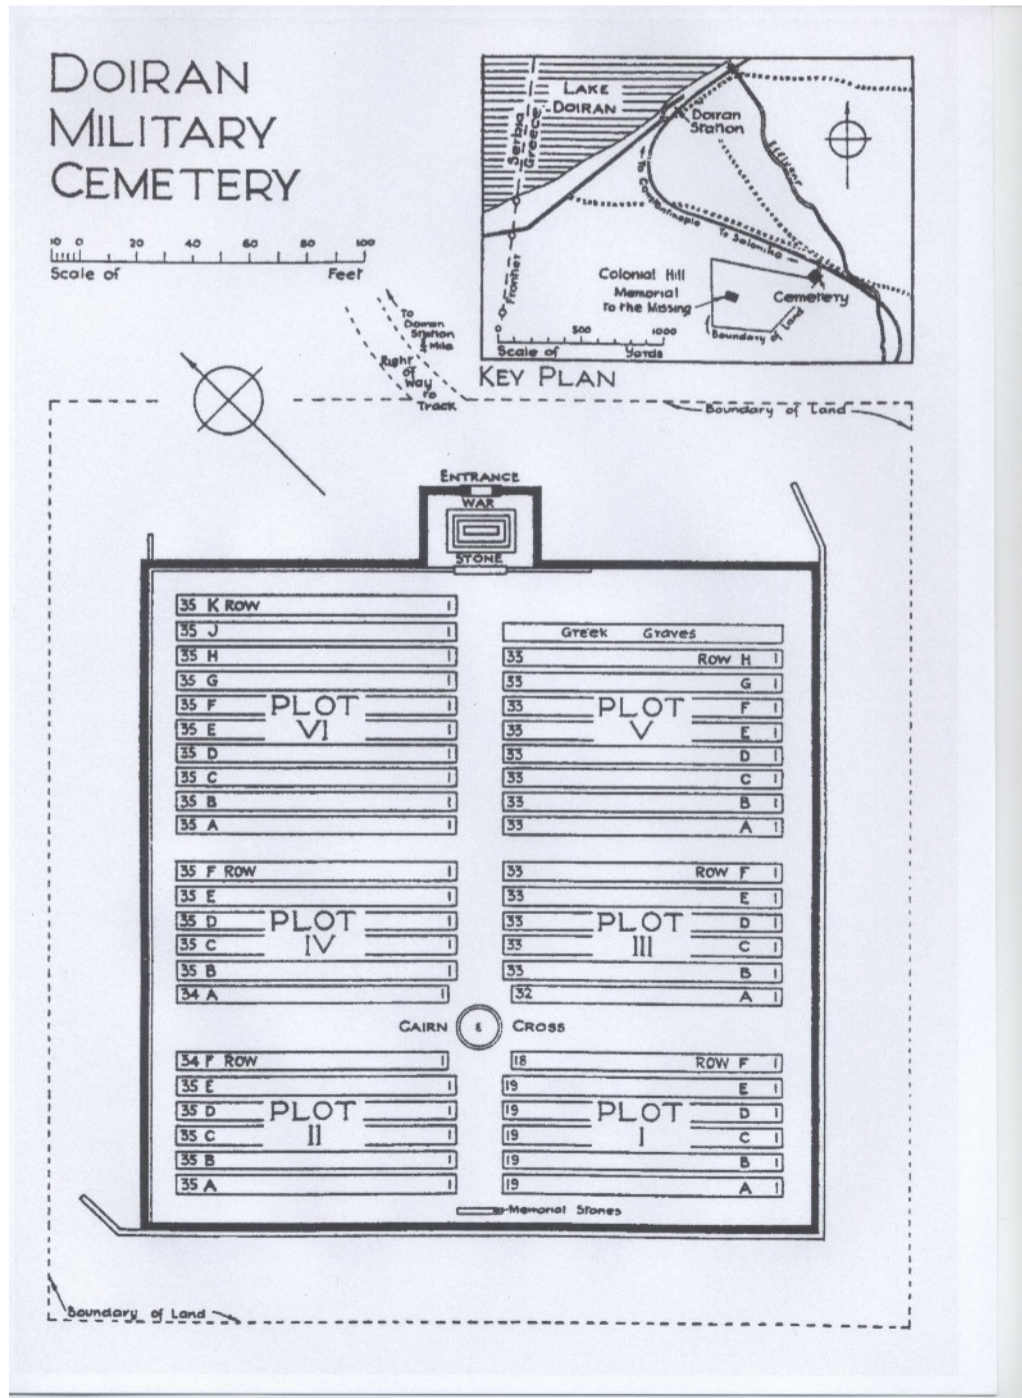 DOIRAN
MILITARY
CEMETERY
10 0 20 40 60 80 100
Scale of Feet
LAKE
DOIRAN
Serbia
Greece
Doiran
Station
To Constantinople
To Salonika
Frontier
Colonial Hill
Memorial
To the Missing
Cemetery
Boundary of Land
0 500 1000
Scale of Yards
KEY PLAN
To
Doiran
Station
Mile
Right
of
Way
To
Track
Boundary of Land
ENTRANCE
WAR
STONE
35 K ROW 1
35 J 1
35 H 1
35 G 1
35 F 1
35 E 1
35 D 1
35 C 1
35 B 1
35 A 1
PLOT
VI
Greek Graves
33 ROW H 1
33 G 1
33 F 1
33 E 1
33 D 1
33 C 1
33 B 1
33 A 1
PLOT
V
35 F ROW 1
35 E 1
35 D 1
35 C 1
35 B 1
34 A 1
PLOT
IV
33 ROW F 1
33 E 1
33 D 1
33 C 1
33 B 1
32 A 1
PLOT
III
CAIRN & CROSS
34 F ROW 1
35 E 1
35 D 1
35 C 1
35 B 1
35 A 1
PLOT
II
18 ROW F 1
19 E 1
19 D 1
19 C 1
19 B 1
19 A 1
PLOT
I
Memorial Stones
Boundary of Land